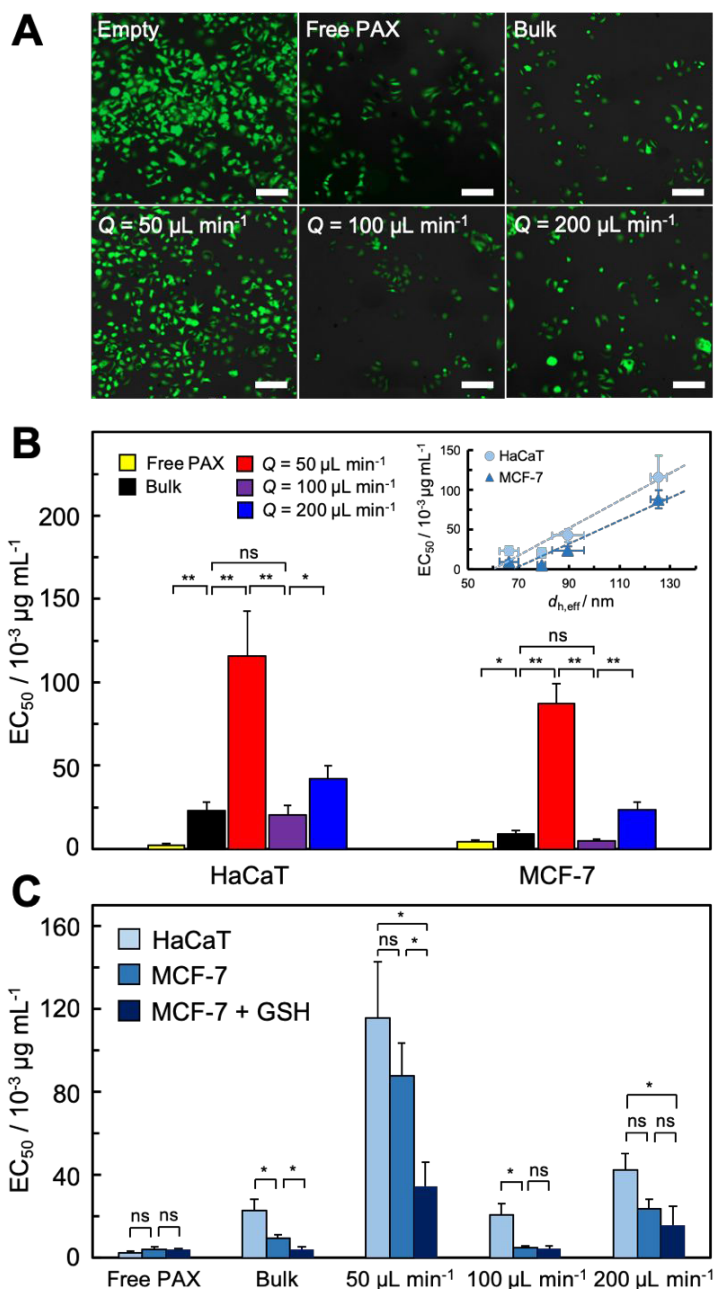 A
Empty
Free PAX
Bulk
Q = 50 µL min⁻¹
Q = 100 µL min⁻¹
Q = 200 µL min⁻¹
B
Free PAX
Bulk
Q = 50 µL min⁻¹
Q = 100 µL min⁻¹
Q = 200 µL min⁻¹
EC₅₀ / 10⁻³ µg mL⁻¹
200
150
100
50
0
ns
** ** ** *
ns
* ** ** **
HaCaT
MCF-7
EC₅₀ / 10⁻³ µg mL⁻¹
150
100
50
25
0
HaCaT
MCF-7
50 70 90 110 130
d_h,eff / nm
HaCaT
MCF-7
C
EC₅₀ / 10⁻³ µg mL⁻¹
160
120
80
40
0
HaCaT
MCF-7
MCF-7 + GSH
ns ns
* *
*
ns *
* ns
*
ns ns
Free PAX
Bulk
50 µL min⁻¹
100 µL min⁻¹
200 µL min⁻¹